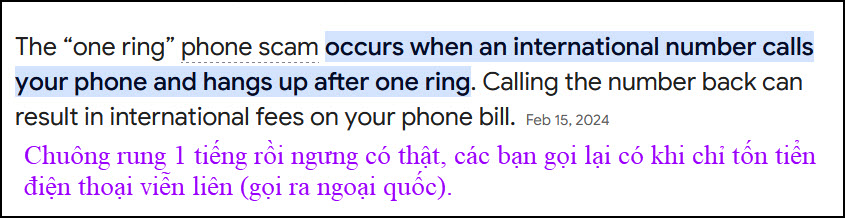 The “one ring” phone scam occurs when an international number calls
your phone and hangs up after one ring. Calling the number back can
result in international fees on your phone bill. Feb 15, 2024
Chuông rung 1 tiếng rồi ngưng có thật, các bạn gọi lại có khi chỉ tốn tiển
điện thoại viễn liên (gọi ra ngoại quốc).